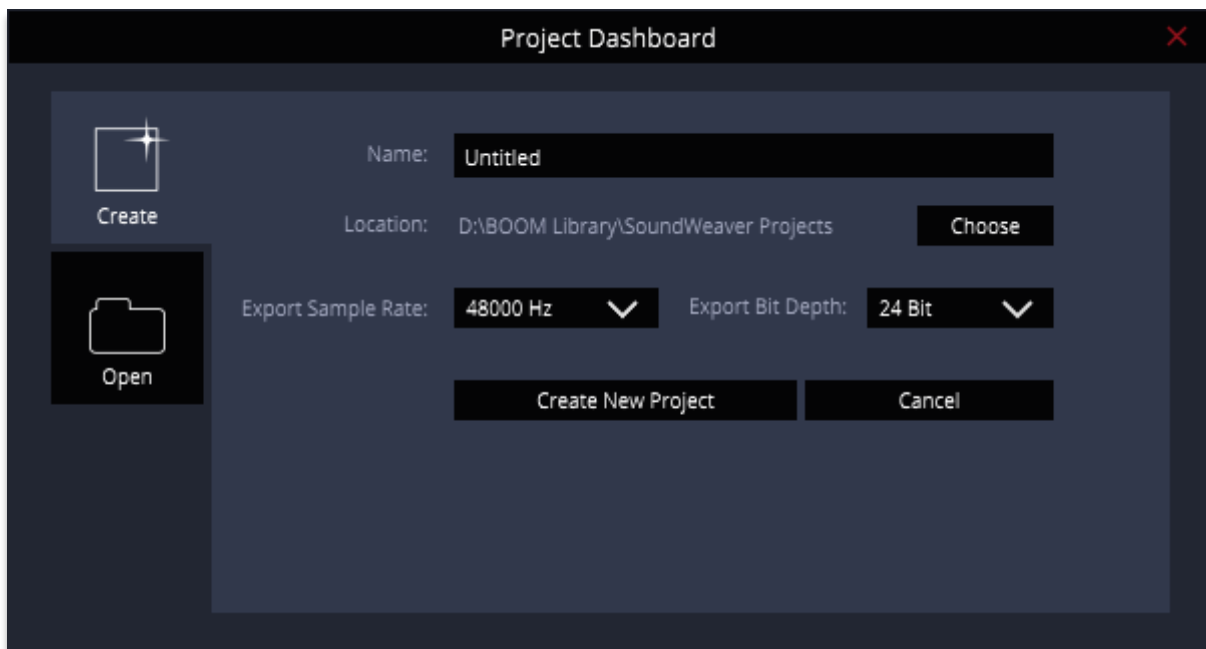 Project Dashboard
Create
Name: Untitled
Location: D:\BOOM Library\SoundWeaver Projects Choose
Export Sample Rate: 48000 Hz Export Bit Depth: 24 Bit
Open
Create New Project Cancel